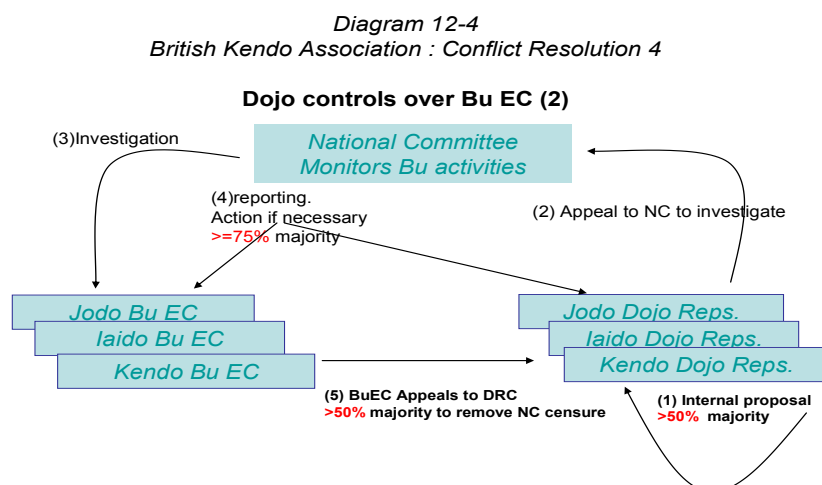 Diagram 12-4
British Kendo Association : Conflict Resolution 4
Dojo controls over Bu EC (2)
(3)Investigation
National Committee
Monitors Bu activities
(4)reporting.
Action if necessary
>=75% majority
(2) Appeal to NC to investigate
Jodo Bu EC
Iaido Bu EC
Kendo Bu EC
Jodo Dojo Reps.
Iaido Dojo Reps.
Kendo Dojo Reps.
(5) BuEC Appeals to DRC
>50% majority to remove NC censure
(1) Internal proposal
>50% majority